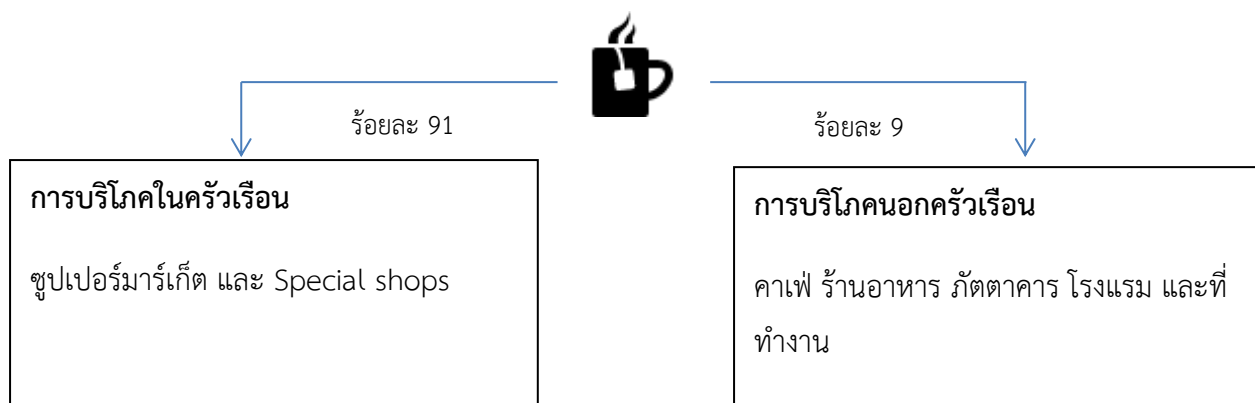 ร้อยละ 91
ร้อยละ 9
การบริโภคในครัวเรือน
ซูปเปอร์มาร์เก็ต และ Special shops
การบริโภคนอกครัวเรือน
คาเฟ่ ร้านอาหาร ภัตตาคาร โรงแรม และที่
ทำงาน